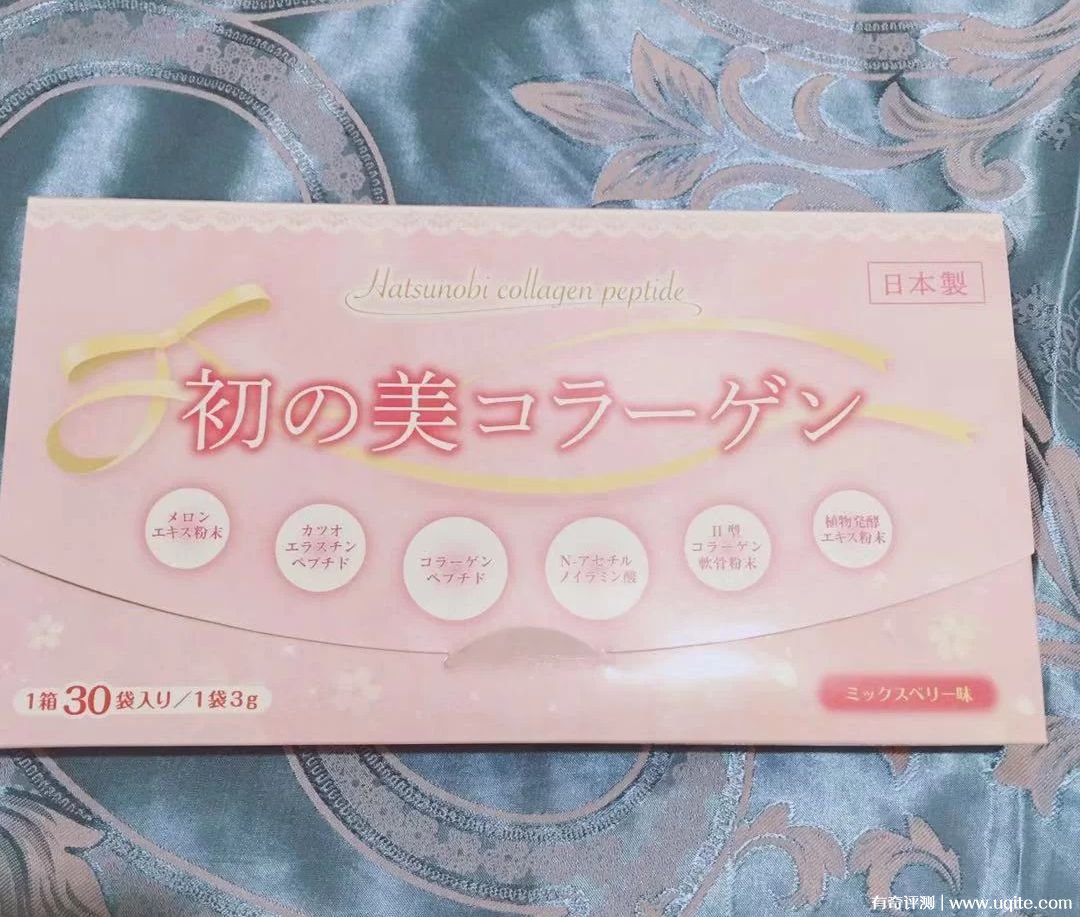 Hatsunobi collagen peptide
日本製
初の美コラーゲン
メロン
エキス粉末
カツオ
エラスチン
ペプチド
コラーゲン
ペプチド
N-アセチル
ノイラミン酸
II型
コラーゲン
軟骨粉末
植物発酵
エキス粉末
1箱30袋入り/1袋3g
ミックスベリー味
有奇评测 | www.uqite.com